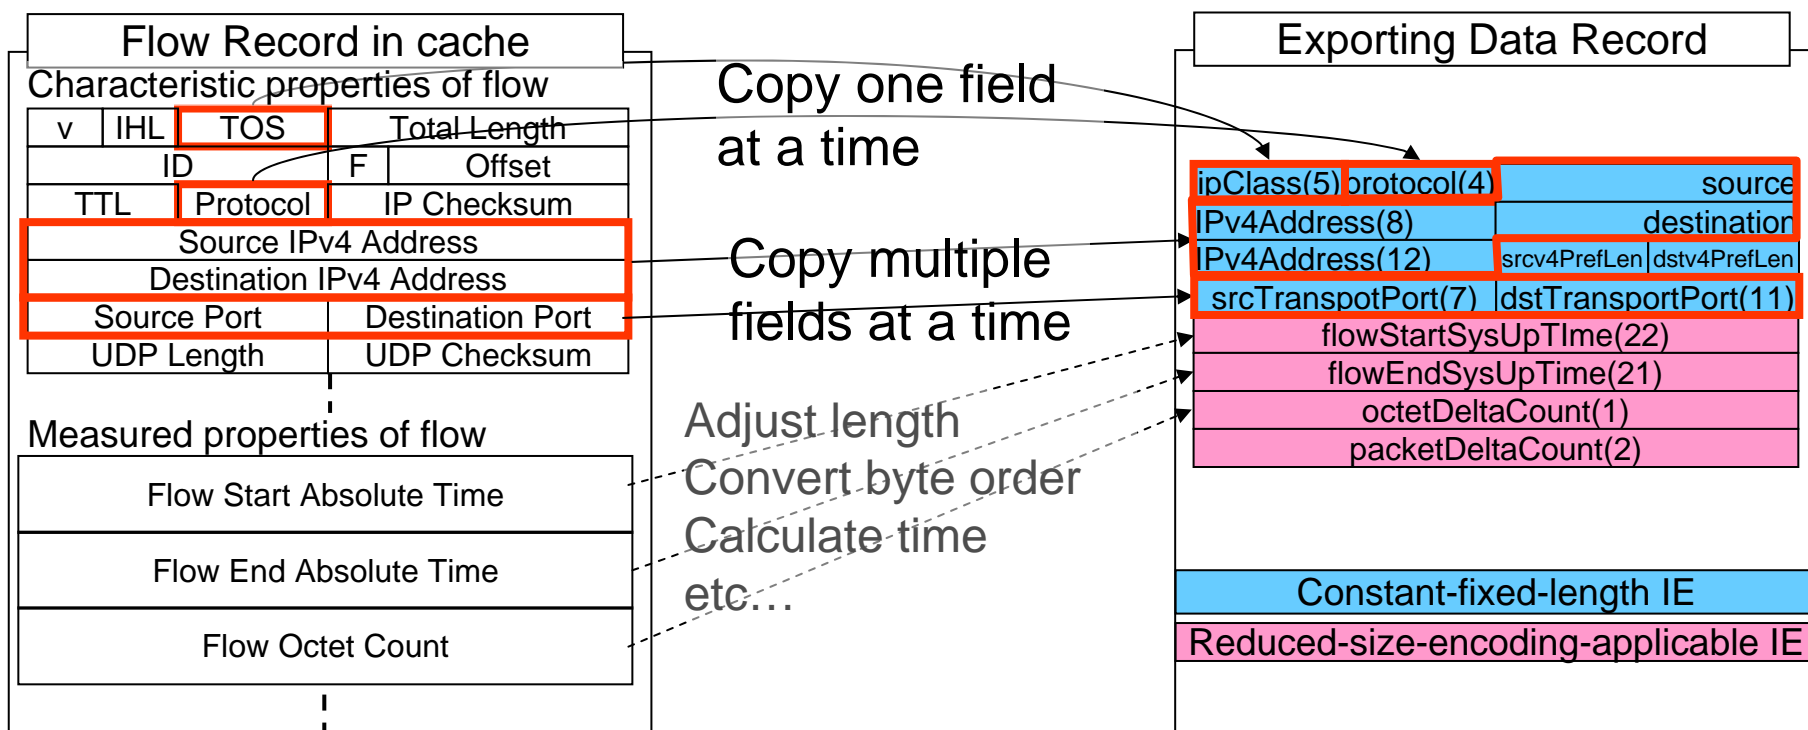 Flow Record in cache
Characteristic properties of flow
v IHL TOS Total Length
ID F Offset
TTL Protocol IP Checksum
Source IPv4 Address
Destination IPv4 Address
Source Port Destination Port
UDP Length UDP Checksum
Measured properties of flow
Flow Start Absolute Time
Flow End Absolute Time
Flow Octet Count
Copy one field
at a time
Copy multiple
fields at a time
Adjust length
Convert byte order
Calculate time
etc…
Exporting Data Record
ipClass(5) protocol(4) source
IPv4Address(8) destination
IPv4Address(12) srcv4PrefLen dstv4PrefLen
srcTranspotPort(7) dstTransportPort(11)
flowStartSysUpTIme(22)
flowEndSysUpTime(21)
octetDeltaCount(1)
packetDeltaCount(2)
Constant-fixed-length IE
Reduced-size-encoding-applicable IE